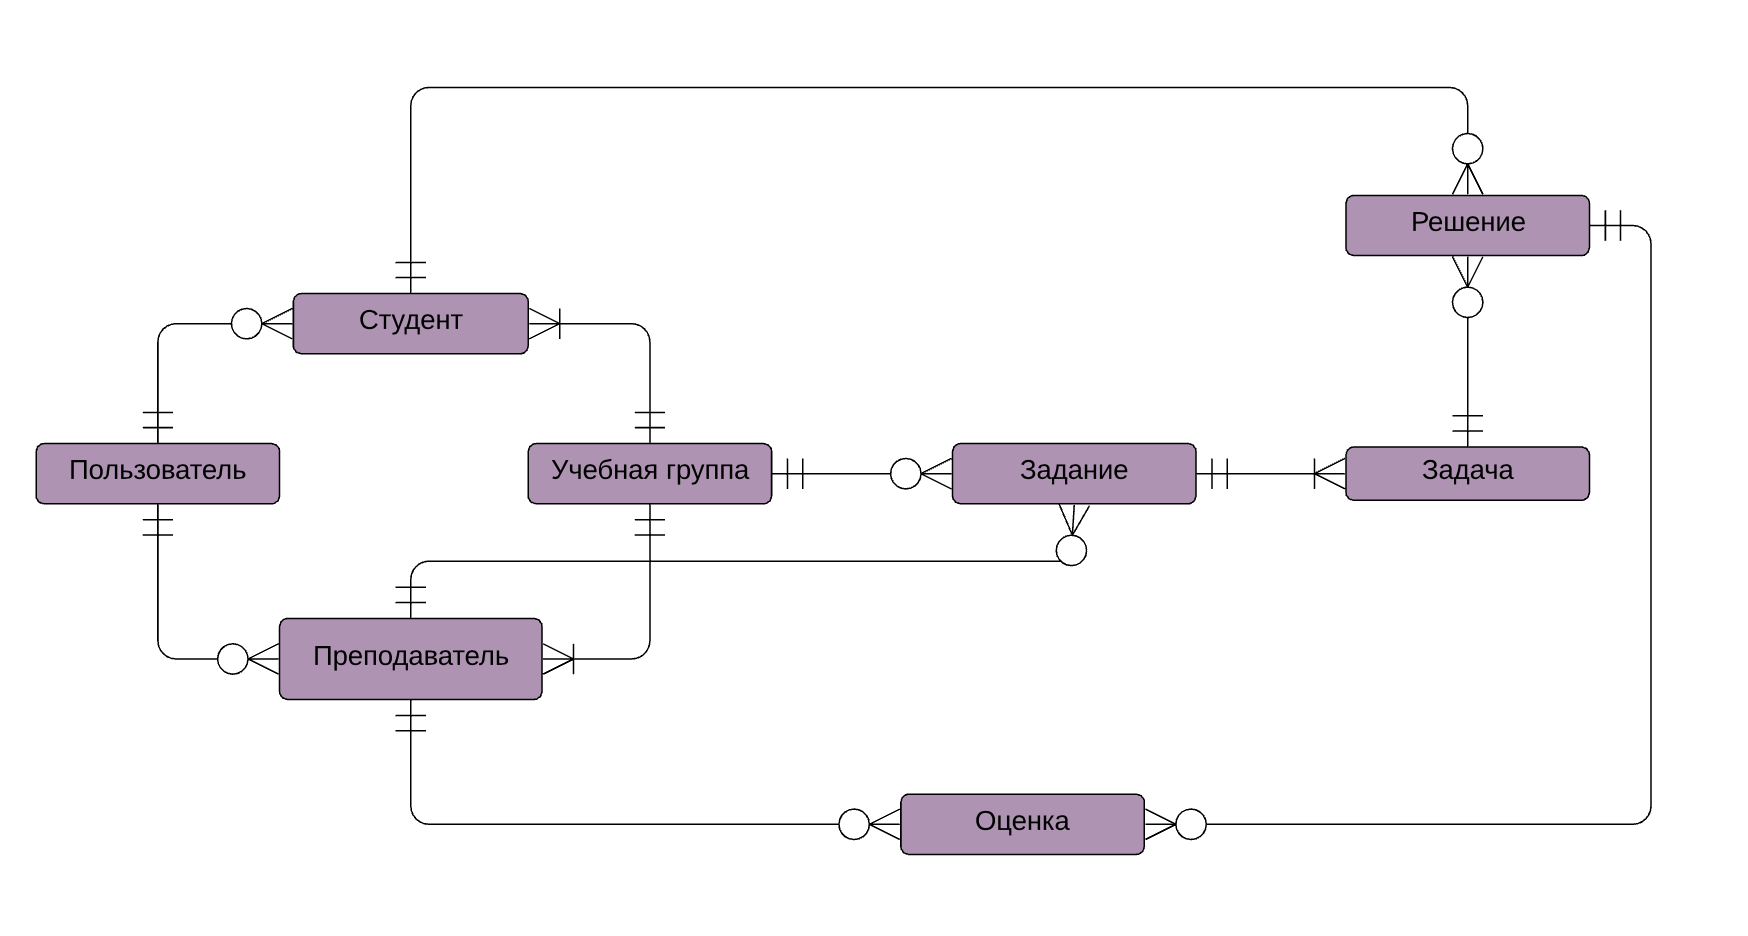 Решение
Студент
Пользователь
Учебная группа
Задание
Задача
Преподаватель
Оценка